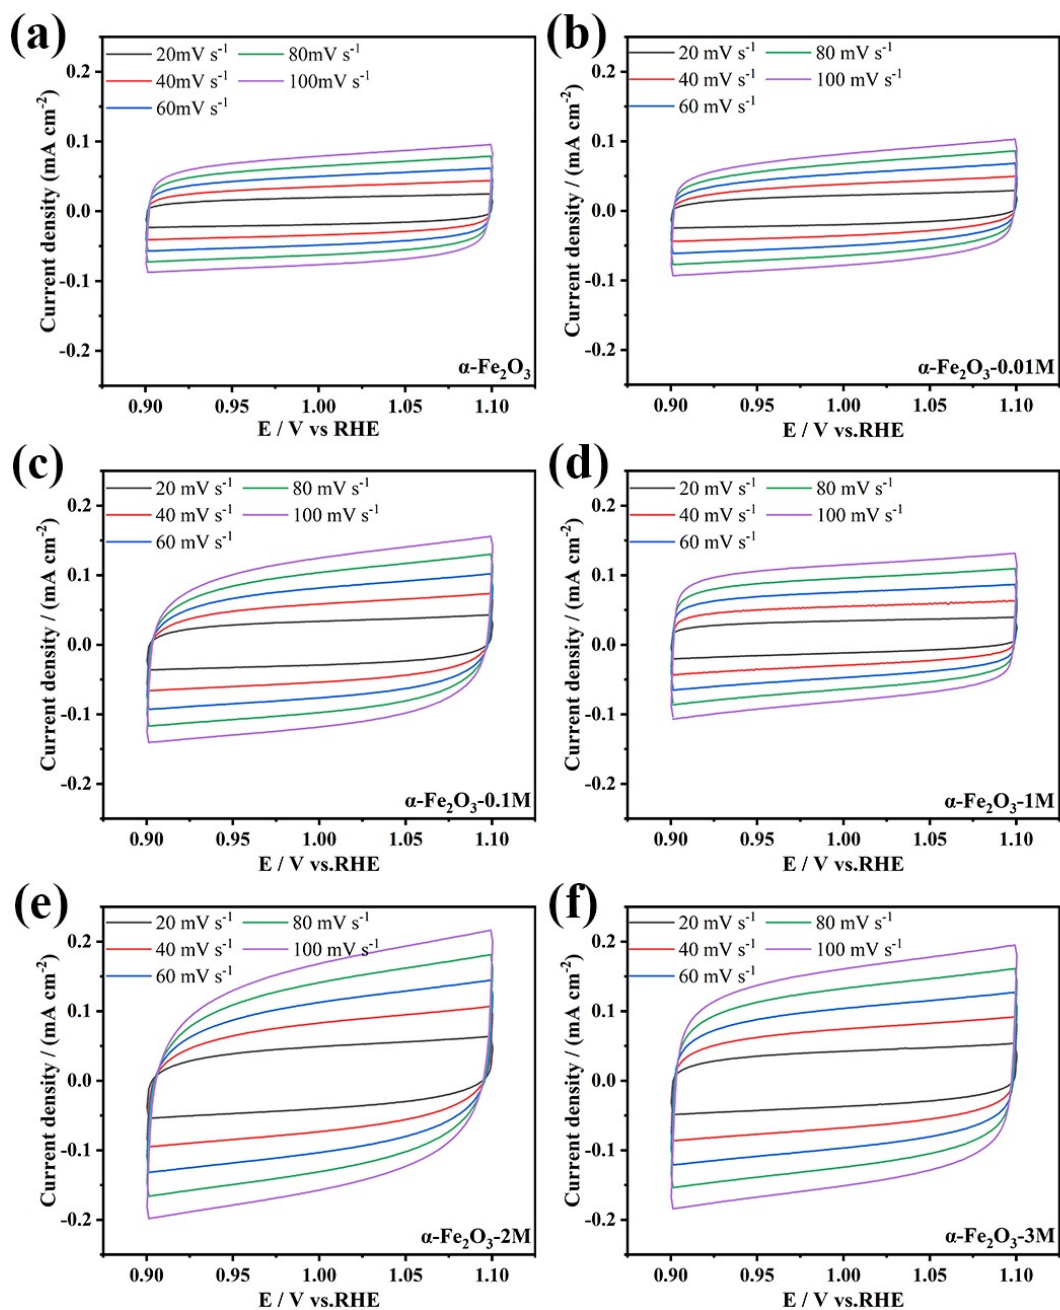 (a)
20mV s⁻¹ 80mV s⁻¹
40mV s⁻¹ 100mV s⁻¹
60mV s⁻¹
Current density / (mA cm⁻²)
0.2
0.1
0.0
-0.1
-0.2
α-Fe₂O₃
0.90 0.95 1.00 1.05 1.10
E / V vs RHE
(b)
20 mV s⁻¹ 80 mV s⁻¹
40 mV s⁻¹ 100 mV s⁻¹
60 mV s⁻¹
Current density / (mA cm⁻²)
0.2
0.1
0.0
-0.1
-0.2
α-Fe₂O₃-0.01M
0.90 0.95 1.00 1.05 1.10
E / V vs.RHE
(c)
20 mV s⁻¹ 80 mV s⁻¹
40 mV s⁻¹ 100 mV s⁻¹
60 mV s⁻¹
Current density / (mA cm⁻²)
0.2
0.1
0.0
-0.1
-0.2
α-Fe₂O₃-0.1M
0.90 0.95 1.00 1.05 1.10
E / V vs.RHE
(d)
20 mV s⁻¹ 80 mV s⁻¹
40 mV s⁻¹ 100 mV s⁻¹
60 mV s⁻¹
Current density / (mA cm⁻²)
0.2
0.1
0.0
-0.1
-0.2
α-Fe₂O₃-1M
0.90 0.95 1.00 1.05 1.10
E / V vs.RHE
(e)
20 mV s⁻¹ 80 mV s⁻¹
40 mV s⁻¹ 100 mV s⁻¹
60 mV s⁻¹
Current density / (mA cm⁻²)
0.2
0.1
0.0
-0.1
-0.2
α-Fe₂O₃-2M
0.90 0.95 1.00 1.05 1.10
E / V vs.RHE
(f)
20 mV s⁻¹ 80 mV s⁻¹
40 mV s⁻¹ 100 mV s⁻¹
60 mV s⁻¹
Current density / (mA cm⁻²)
0.2
0.1
0.0
-0.1
-0.2
α-Fe₂O₃-3M
0.90 0.95 1.00 1.05 1.10
E / V vs.RHE